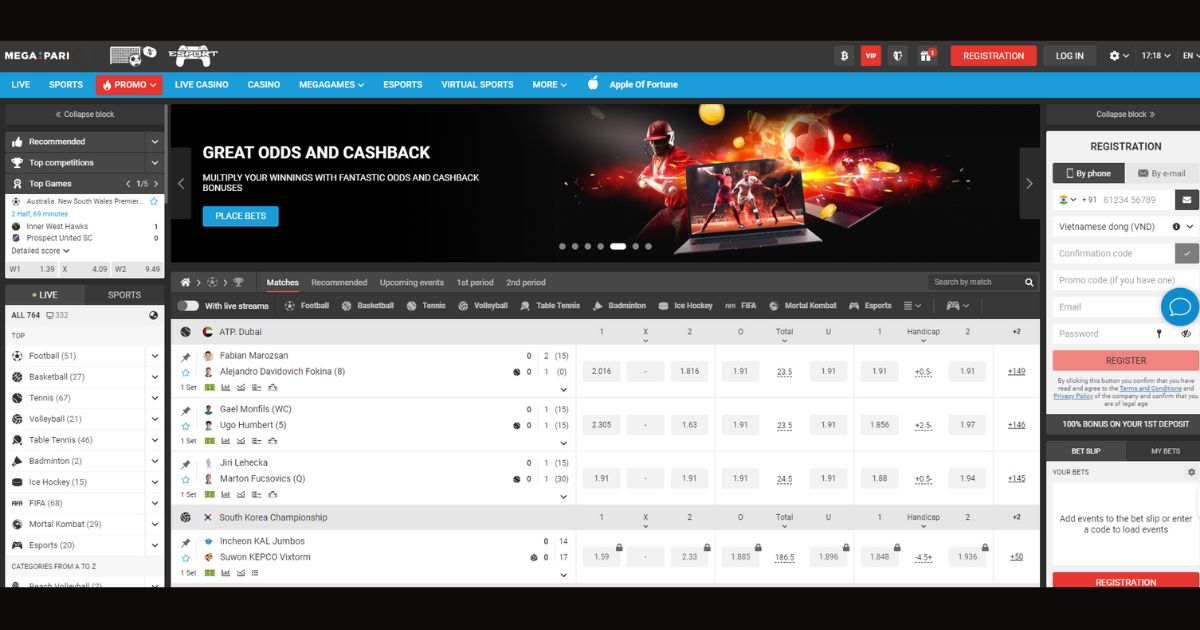 MEGA PARI
ESPORT
VIP
1
REGISTRATION
LOG IN
17:18
EN
LIVE
SPORTS
PROMO
LIVE CASINO
CASINO
MEGAGAMES
ESPORTS
VIRTUAL SPORTS
MORE
Apple Of Fortune
« Collapse block
Recommended
Top competitions
Top Games
1/5
Australia. New South Wales Premier...
2 Half, 69 minutes
Inner West Hawks 1
Prospect United SC 0
Detailed score
W1 1.39 X 4.09 W2 9.49
LIVE SPORTS
ALL 764 332
TOP
Football (51)
Basketball (27)
Tennis (67)
Volleyball (21)
Table Tennis (46)
Badminton (2)
Ice Hockey (15)
FIFA (68)
Mortal Kombat (29)
Esports (20)
CATEGORIES FROM A TO Z
Beach Volleyball (2)
GREAT ODDS AND CASHBACK
MULTIPLY YOUR WINNINGS WITH FANTASTIC ODDS AND CASHBACK
BONUSES
PLACE BETS
Matches Recommended Upcoming events 1st period 2nd period
Search by match
With live streams Football Basketball Tennis Volleyball Table Tennis Badminton Ice Hockey FIFA Mortal Kombat Esports
ATP. Dubai 1 X 2 O Total U 1 Handicap 2 +2
Fabian Marozsan 0 2 (15)
Alejandro Davidovich Fokina (8) 0 1 (0)
2.016 - 1.816 1.91 23.5 1.91 1.91 +0.5- 1.91 +149
1 Set
Gael Monfils (WC) 0 1 (15)
Ugo Humbert (5) 0 1 (15)
2.305 - 1.63 1.91 23.5 1.91 1.856 +2.5- 1.97 +146
1 Set
Jiri Lehecka 0 1 (15)
Marton Fucsovics (Q) 0 1 (30)
1.91 - 1.91 1.91 24.5 1.91 1.88 +0.5- 1.94 +145
1 Set
South Korea Championship 1 X 2 O Total U 1 Handicap 2 +2
Incheon KAL Jumbos 0 14
Suwon KEPCO Vixtorm 0 17
1.59 - 2.33 1.885 186.5 1.896 1.848 -4.5+ 1.936 +50
1 Set
Collapse block »
REGISTRATION
By phone By e-mail
+91 81234 56789
Vietnamese dong (VND)
Confirmation code
Promo code (if you have one)
Email
Password
REGISTER
By clicking this button you confirm that you have
read and agree to the Terms and Conditions and
Privacy Policy of the company and confirm that you
are of legal age
100% BONUS ON YOUR 1ST DEPOSIT
BET SLIP MY BETS
YOUR BETS
Add events to the bet slip or enter
a code to load events
REGISTRATION